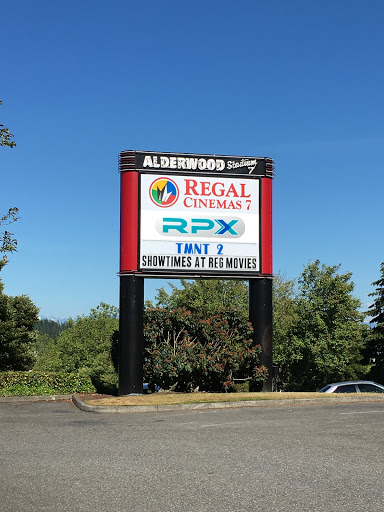 ALDERWOOD Stadium 7
REGAL
CINEMAS 7
RPX
TMNT 2
SHOWTIMES AT REG MOVIES